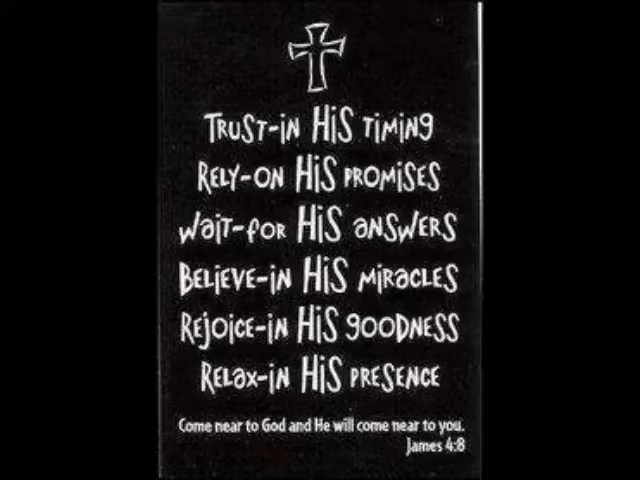 Trust-in His timing
Rely-on His promises
Wait-for His answers
Believe-in His miracles
Rejoice-in His goodness
Relax-in His presence
Come near to God and He will come near to you.
James 4:8